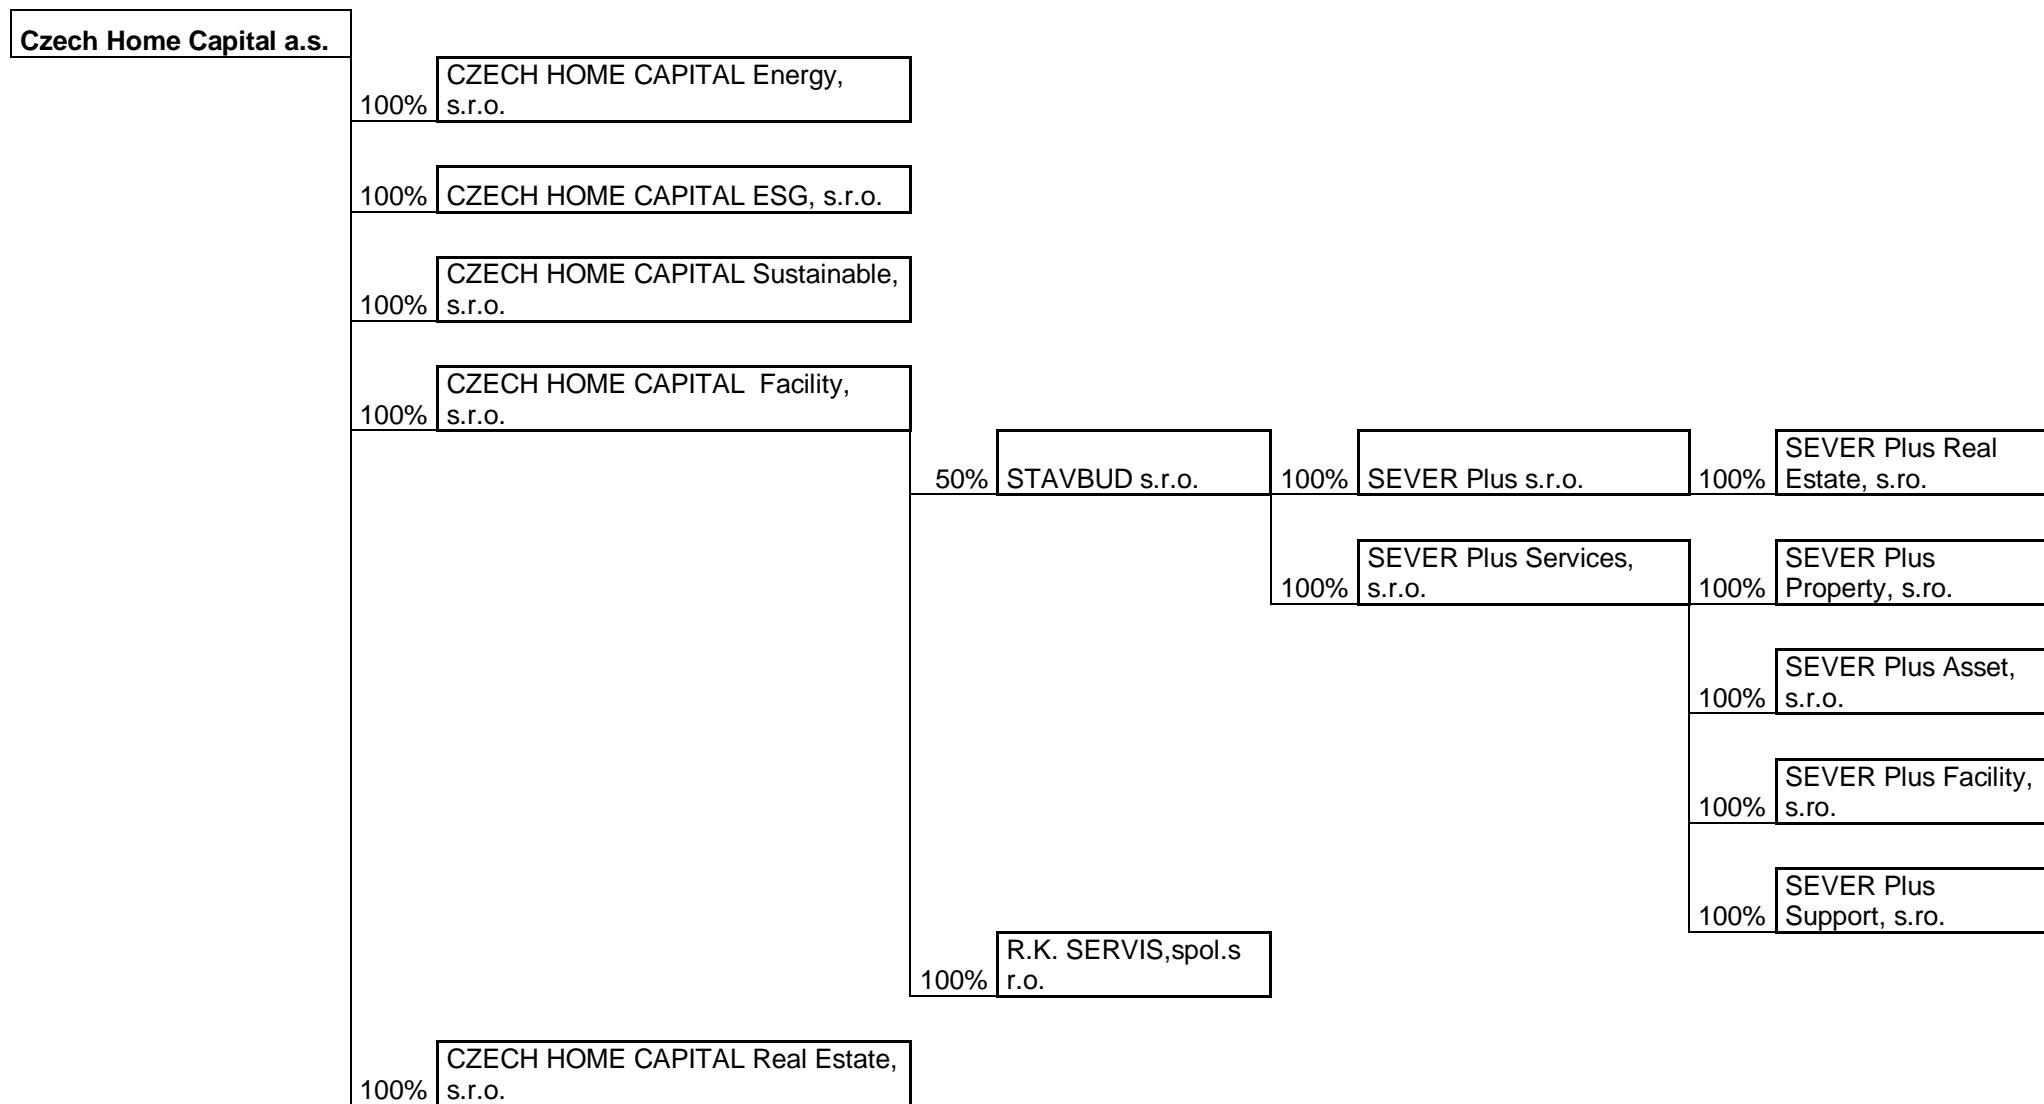 Czech Home Capital a.s.
CZECH HOME CAPITAL Energy,
100% s.r.o.
100% CZECH HOME CAPITAL ESG, s.r.o.
CZECH HOME CAPITAL Sustainable,
100% s.r.o.
CZECH HOME CAPITAL  Facility,
100% s.r.o.
50% STAVBUD s.r.o.
100% SEVER Plus s.r.o.
SEVER Plus Real
100% Estate, s.ro.
SEVER Plus Services,
100% s.r.o.
SEVER Plus
100% Property, s.ro.
SEVER Plus Asset,
100% s.r.o.
SEVER Plus Facility,
100% s.ro.
SEVER Plus
100% Support, s.ro.
R.K. SERVIS,spol.s
100% r.o.
CZECH HOME CAPITAL Real Estate,
100% s.r.o.